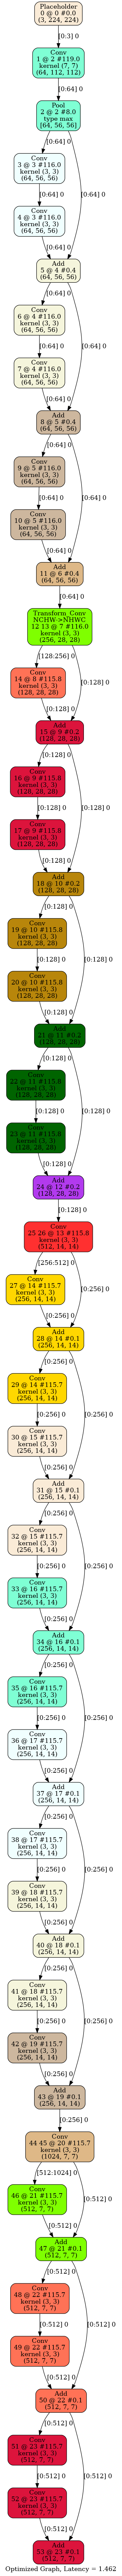 Placeholder
0 @ 0 #0.0
(3, 224, 224)
[0:3] 0
Conv
1 @ 2 #119.0
kernel (7, 7)
(64, 112, 112)
[0:64] 0
Pool
2 @ 2 #8.0
type max
[64, 56, 56]
[0:64] 0
Conv
3 @ 3 #116.0
kernel (3, 3)
(64, 56, 56)
[0:64] 0
[0:64] 0
Conv
4 @ 3 #116.0
kernel (3, 3)
(64, 56, 56)
[0:64] 0
Add
5 @ 4 #0.4
(64, 56, 56)
[0:64] 0
Conv
6 @ 4 #116.0
kernel (3, 3)
(64, 56, 56)
[0:64] 0
[0:64] 0
Conv
7 @ 4 #116.0
kernel (3, 3)
(64, 56, 56)
[0:64] 0
Add
8 @ 5 #0.4
(64, 56, 56)
[0:64] 0
Conv
9 @ 5 #116.0
kernel (3, 3)
(64, 56, 56)
[0:64] 0
[0:64] 0
Conv
10 @ 5 #116.0
kernel (3, 3)
(64, 56, 56)
[0:64] 0
Add
11 @ 6 #0.4
(64, 56, 56)
[0:64] 0
Transform_Conv
NCHW->NHWC
12 13 @ 7 #116.0
kernel (3, 3)
(256, 28, 28)
[128:256] 0
Conv
14 @ 8 #115.8
kernel (3, 3)
(128, 28, 28)
[0:128] 0
[0:128] 0
Add
15 @ 9 #0.2
(128, 28, 28)
[0:128] 0
Conv
16 @ 9 #115.8
kernel (3, 3)
(128, 28, 28)
[0:128] 0
[0:128] 0
Conv
17 @ 9 #115.8
kernel (3, 3)
(128, 28, 28)
[0:128] 0
Add
18 @ 10 #0.2
(128, 28, 28)
[0:128] 0
Conv
19 @ 10 #115.8
kernel (3, 3)
(128, 28, 28)
[0:128] 0
[0:128] 0
Conv
20 @ 10 #115.8
kernel (3, 3)
(128, 28, 28)
[0:128] 0
Add
21 @ 11 #0.2
(128, 28, 28)
[0:128] 0
Conv
22 @ 11 #115.8
kernel (3, 3)
(128, 28, 28)
[0:128] 0
[0:128] 0
Conv
23 @ 11 #115.8
kernel (3, 3)
(128, 28, 28)
[0:128] 0
Add
24 @ 12 #0.2
(128, 28, 28)
[0:128] 0
Conv
25 26 @ 13 #115.8
kernel (3, 3)
(512, 14, 14)
[256:512] 0
Conv
27 @ 14 #115.7
kernel (3, 3)
(256, 14, 14)
[0:256] 0
[0:256] 0
Add
28 @ 14 #0.1
(256, 14, 14)
[0:256] 0
Conv
29 @ 14 #115.7
kernel (3, 3)
(256, 14, 14)
[0:256] 0
[0:256] 0
Conv
30 @ 15 #115.7
kernel (3, 3)
(256, 14, 14)
[0:256] 0
Add
31 @ 15 #0.1
(256, 14, 14)
[0:256] 0
Conv
32 @ 15 #115.7
kernel (3, 3)
(256, 14, 14)
[0:256] 0
[0:256] 0
Conv
33 @ 16 #115.7
kernel (3, 3)
(256, 14, 14)
[0:256] 0
Add
34 @ 16 #0.1
(256, 14, 14)
[0:256] 0
Conv
35 @ 16 #115.7
kernel (3, 3)
(256, 14, 14)
[0:256] 0
[0:256] 0
Conv
36 @ 17 #115.7
kernel (3, 3)
(256, 14, 14)
[0:256] 0
Add
37 @ 17 #0.1
(256, 14, 14)
[0:256] 0
Conv
38 @ 17 #115.7
kernel (3, 3)
(256, 14, 14)
[0:256] 0
[0:256] 0
Conv
39 @ 18 #115.7
kernel (3, 3)
(256, 14, 14)
[0:256] 0
Add
40 @ 18 #0.1
(256, 14, 14)
[0:256] 0
Conv
41 @ 18 #115.7
kernel (3, 3)
(256, 14, 14)
[0:256] 0
[0:256] 0
Conv
42 @ 19 #115.7
kernel (3, 3)
(256, 14, 14)
[0:256] 0
Add
43 @ 19 #0.1
(256, 14, 14)
[0:256] 0
Conv
44 45 @ 20 #115.7
kernel (3, 3)
(1024, 7, 7)
[512:1024] 0
Conv
46 @ 21 #115.7
kernel (3, 3)
(512, 7, 7)
[0:512] 0
[0:512] 0
Add
47 @ 21 #0.1
(512, 7, 7)
[0:512] 0
Conv
48 @ 22 #115.7
kernel (3, 3)
(512, 7, 7)
[0:512] 0
[0:512] 0
Conv
49 @ 22 #115.7
kernel (3, 3)
(512, 7, 7)
[0:512] 0
Add
50 @ 22 #0.1
(512, 7, 7)
[0:512] 0
Conv
51 @ 23 #115.7
kernel (3, 3)
(512, 7, 7)
[0:512] 0
[0:512] 0
Conv
52 @ 23 #115.7
kernel (3, 3)
(512, 7, 7)
[0:512] 0
Add
53 @ 23 #0.1
(512, 7, 7)
Optimized Graph, Latency = 1.462